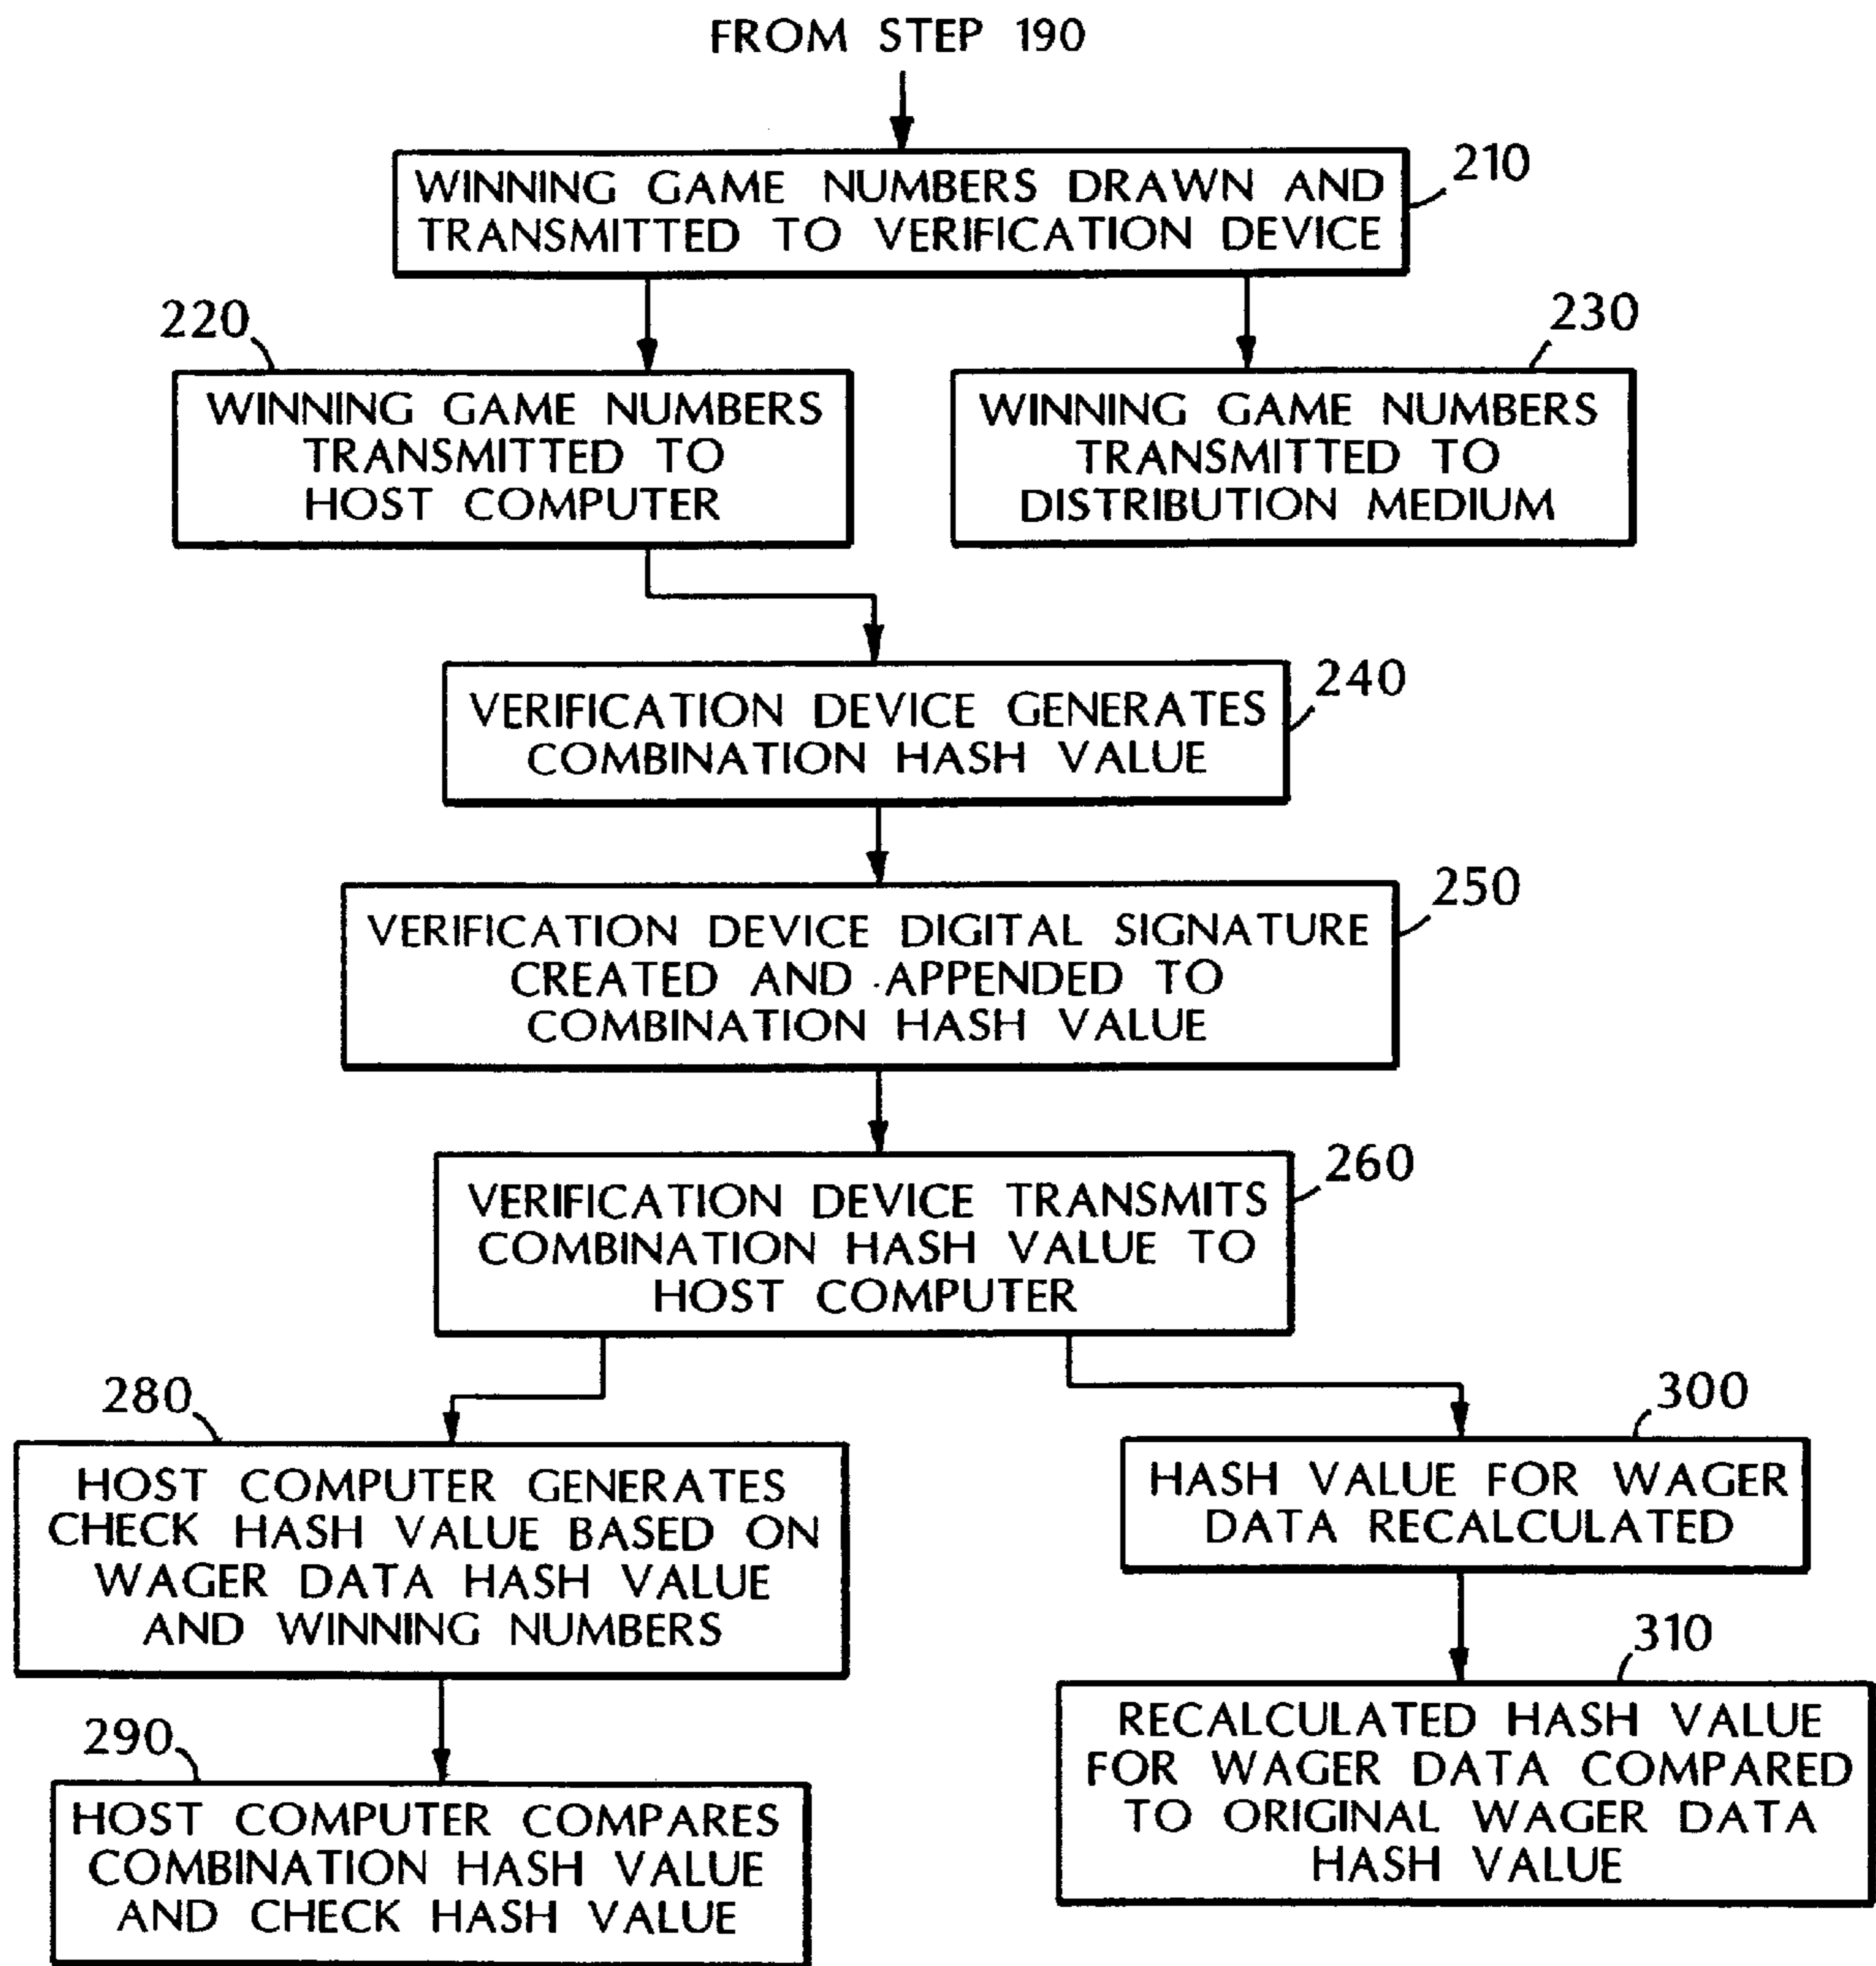 FROM STEP 190
210
WINNING GAME NUMBERS DRAWN AND
TRANSMITTED TO VERIFICATION DEVICE
220
WINNING GAME NUMBERS
TRANSMITTED TO
HOST COMPUTER
230
WINNING GAME NUMBERS
TRANSMITTED TO
DISTRIBUTION MEDIUM
240
VERIFICATION DEVICE GENERATES
COMBINATION HASH VALUE
250
VERIFICATION DEVICE DIGITAL SIGNATURE
CREATED AND APPENDED TO
COMBINATION HASH VALUE
260
VERIFICATION DEVICE TRANSMITS
COMBINATION HASH VALUE TO
HOST COMPUTER
280
HOST COMPUTER GENERATES
CHECK HASH VALUE BASED ON
WAGER DATA HASH VALUE
AND WINNING NUMBERS
290
HOST COMPUTER COMPARES
COMBINATION HASH VALUE
AND CHECK HASH VALUE
300
HASH VALUE FOR WAGER
DATA RECALCULATED
310
RECALCULATED HASH VALUE
FOR WAGER DATA COMPARED
TO ORIGINAL WAGER DATA
HASH VALUE